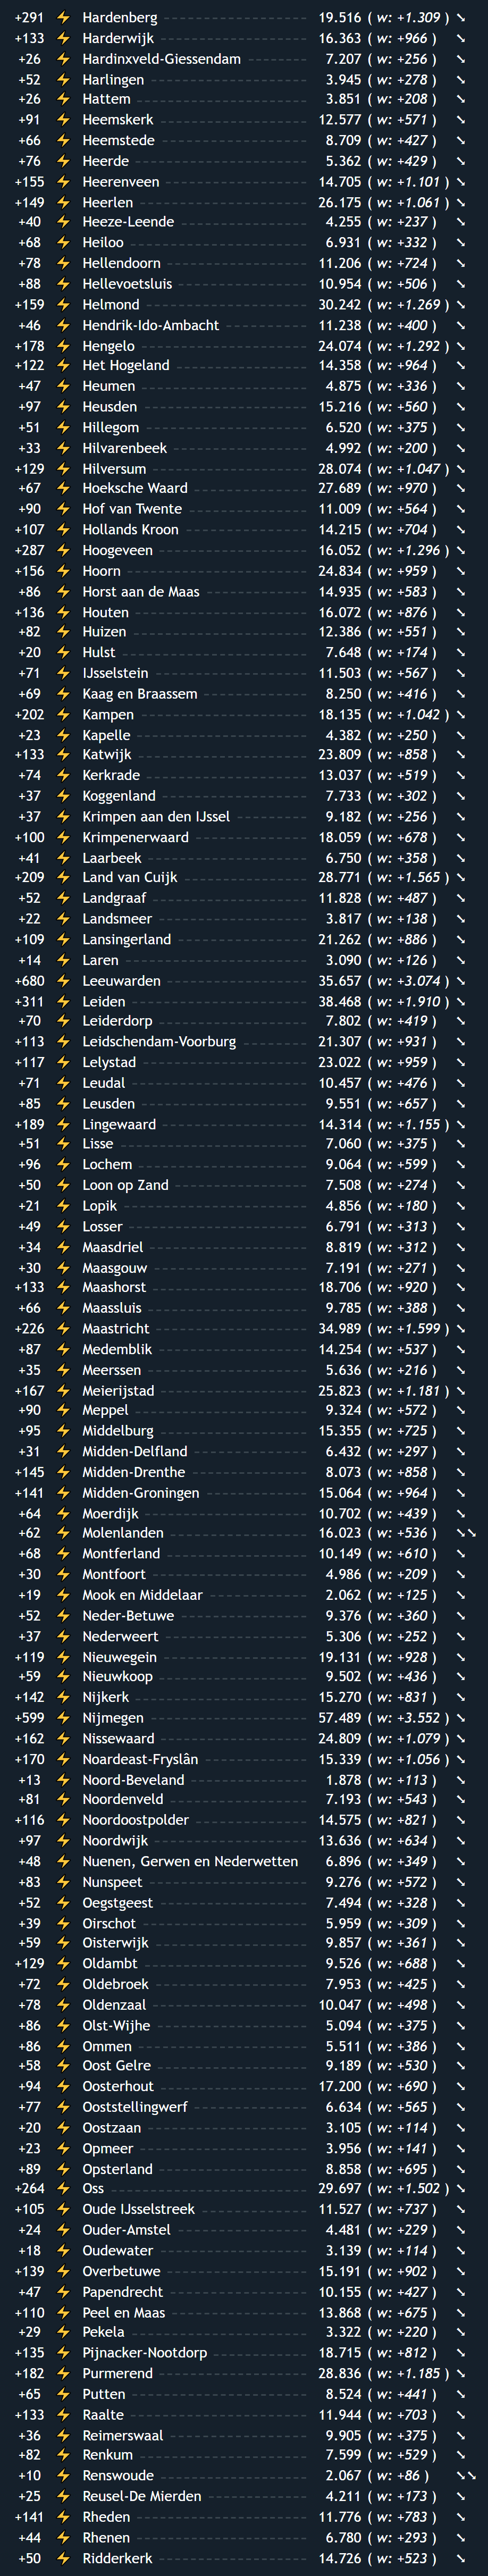 +291 ⚡ Hardenberg 19.516 ( w: +1.309 ) ⬊
+133 ⚡ Harderwijk 16.363 ( w: +966 ) ⬊
+26 ⚡ Hardinxveld-Giessendam 7.207 ( w: +256 ) ⬊
+52 ⚡ Harlingen 3.945 ( w: +278 ) ⬊
+26 ⚡ Hattem 3.851 ( w: +208 ) ⬊
+91 ⚡ Heemskerk 12.577 ( w: +571 ) ⬊
+66 ⚡ Heemstede 8.709 ( w: +427 ) ⬊
+76 ⚡ Heerde 5.362 ( w: +429 ) ⬊
+155 ⚡ Heerenveen 14.705 ( w: +1.101 ) ⬊
+149 ⚡ Heerlen 26.175 ( w: +1.061 ) ⬊
+40 ⚡ Heeze-Leende 4.255 ( w: +237 ) ⬊
+68 ⚡ Heiloo 6.931 ( w: +332 ) ⬊
+78 ⚡ Hellendoorn 11.206 ( w: +724 ) ⬊
+88 ⚡ Hellevoetsluis 10.954 ( w: +506 ) ⬊
+159 ⚡ Helmond 30.242 ( w: +1.269 ) ⬊
+46 ⚡ Hendrik-Ido-Ambacht 11.238 ( w: +400 ) ⬊
+178 ⚡ Hengelo 24.074 ( w: +1.292 ) ⬊
+122 ⚡ Het Hogeland 14.358 ( w: +964 ) ⬊
+47 ⚡ Heumen 4.875 ( w: +336 ) ⬊
+97 ⚡ Heusden 15.216 ( w: +560 ) ⬊
+51 ⚡ Hillegom 6.520 ( w: +375 ) ⬊
+33 ⚡ Hilvarenbeek 4.992 ( w: +200 ) ⬊
+129 ⚡ Hilversum 28.074 ( w: +1.047 ) ⬊
+67 ⚡ Hoeksche Waard 27.689 ( w: +970 ) ⬊
+90 ⚡ Hof van Twente 11.009 ( w: +564 ) ⬊
+107 ⚡ Hollands Kroon 14.215 ( w: +704 ) ⬊
+287 ⚡ Hoogeveen 16.052 ( w: +1.296 ) ⬊
+156 ⚡ Hoorn 24.834 ( w: +959 ) ⬊
+86 ⚡ Horst aan de Maas 14.935 ( w: +583 ) ⬊
+136 ⚡ Houten 16.072 ( w: +876 ) ⬊
+82 ⚡ Huizen 12.386 ( w: +551 ) ⬊
+20 ⚡ Hulst 7.648 ( w: +174 ) ⬊
+71 ⚡ IJsselstein 11.503 ( w: +567 ) ⬊
+69 ⚡ Kaag en Braassem 8.250 ( w: +416 ) ⬊
+202 ⚡ Kampen 18.135 ( w: +1.042 ) ⬊
+23 ⚡ Kapelle 4.382 ( w: +250 ) ⬊
+133 ⚡ Katwijk 23.809 ( w: +858 ) ⬊
+74 ⚡ Kerkrade 13.037 ( w: +519 ) ⬊
+37 ⚡ Koggenland 7.733 ( w: +302 ) ⬊
+37 ⚡ Krimpen aan den IJssel 9.182 ( w: +256 ) ⬊
+100 ⚡ Krimpenerwaard 18.059 ( w: +678 ) ⬊
+41 ⚡ Laarbeek 6.750 ( w: +358 ) ⬊
+209 ⚡ Land van Cuijk 28.771 ( w: +1.565 ) ⬊
+52 ⚡ Landgraaf 11.828 ( w: +487 ) ⬊
+22 ⚡ Landsmeer 3.817 ( w: +138 ) ⬊
+109 ⚡ Lansingerland 21.262 ( w: +886 ) ⬊
+14 ⚡ Laren 3.090 ( w: +126 ) ⬊
+680 ⚡ Leeuwarden 35.657 ( w: +3.074 ) ⬊
+311 ⚡ Leiden 38.468 ( w: +1.910 ) ⬊
+70 ⚡ Leiderdorp 7.802 ( w: +419 ) ⬊
+113 ⚡ Leidschendam-Voorburg 21.307 ( w: +931 ) ⬊
+117 ⚡ Lelystad 23.022 ( w: +959 ) ⬊
+71 ⚡ Leudal 10.457 ( w: +476 ) ⬊
+85 ⚡ Leusden 9.551 ( w: +657 ) ⬊
+189 ⚡ Lingewaard 14.314 ( w: +1.155 ) ⬊
+51 ⚡ Lisse 7.060 ( w: +375 ) ⬊
+96 ⚡ Lochem 9.064 ( w: +599 ) ⬊
+50 ⚡ Loon op Zand 7.508 ( w: +274 ) ⬊
+21 ⚡ Lopik 4.856 ( w: +180 ) ⬊
+49 ⚡ Losser 6.791 ( w: +313 ) ⬊
+34 ⚡ Maasdriel 8.819 ( w: +312 ) ⬊
+30 ⚡ Maasgouw 7.191 ( w: +271 ) ⬊
+133 ⚡ Maashorst 18.706 ( w: +920 ) ⬊
+66 ⚡ Maassluis 9.785 ( w: +388 ) ⬊
+226 ⚡ Maastricht 34.989 ( w: +1.599 ) ⬊
+87 ⚡ Medemblik 14.254 ( w: +537 ) ⬊
+35 ⚡ Meerssen 5.636 ( w: +216 ) ⬊
+167 ⚡ Meierijstad 25.823 ( w: +1.181 ) ⬊
+90 ⚡ Meppel 9.324 ( w: +572 ) ⬊
+95 ⚡ Middelburg 15.355 ( w: +725 ) ⬊
+31 ⚡ Midden-Delfland 6.432 ( w: +297 ) ⬊
+145 ⚡ Midden-Drenthe 8.073 ( w: +858 ) ⬊
+141 ⚡ Midden-Groningen 15.064 ( w: +964 ) ⬊
+64 ⚡ Moerdijk 10.702 ( w: +439 ) ⬊
+62 ⚡ Molenlanden 16.023 ( w: +536 ) ⬊⬊
+68 ⚡ Montferland 10.149 ( w: +610 ) ⬊
+30 ⚡ Montfoort 4.986 ( w: +209 ) ⬊
+19 ⚡ Mook en Middelaar 2.062 ( w: +125 ) ⬊
+52 ⚡ Neder-Betuwe 9.376 ( w: +360 ) ⬊
+37 ⚡ Nederweert 5.306 ( w: +252 ) ⬊
+119 ⚡ Nieuwegein 19.131 ( w: +928 ) ⬊
+59 ⚡ Nieuwkoop 9.502 ( w: +436 ) ⬊
+142 ⚡ Nijkerk 15.270 ( w: +831 ) ⬊
+599 ⚡ Nijmegen 57.489 ( w: +3.552 ) ⬊
+162 ⚡ Nissewaard 24.809 ( w: +1.079 ) ⬊
+170 ⚡ Noardeast-Fryslân 15.339 ( w: +1.056 ) ⬊
+13 ⚡ Noord-Beveland 1.878 ( w: +113 ) ⬊
+81 ⚡ Noordenveld 7.193 ( w: +543 ) ⬊
+116 ⚡ Noordoostpolder 14.575 ( w: +821 ) ⬊
+97 ⚡ Noordwijk 13.636 ( w: +634 ) ⬊
+48 ⚡ Nuenen, Gerwen en Nederwetten 6.896 ( w: +349 ) ⬊
+83 ⚡ Nunspeet 9.276 ( w: +572 ) ⬊
+52 ⚡ Oegstgeest 7.494 ( w: +328 ) ⬊
+39 ⚡ Oirschot 5.959 ( w: +309 ) ⬊
+59 ⚡ Oisterwijk 9.857 ( w: +361 ) ⬊
+129 ⚡ Oldambt 9.526 ( w: +688 ) ⬊
+72 ⚡ Oldebroek 7.953 ( w: +425 ) ⬊
+78 ⚡ Oldenzaal 10.047 ( w: +498 ) ⬊
+86 ⚡ Olst-Wijhe 5.094 ( w: +375 ) ⬊
+86 ⚡ Ommen 5.511 ( w: +386 ) ⬊
+58 ⚡ Oost Gelre 9.189 ( w: +530 ) ⬊
+94 ⚡ Oosterhout 17.200 ( w: +690 ) ⬊
+77 ⚡ Ooststellingwerf 6.634 ( w: +565 ) ⬊
+20 ⚡ Oostzaan 3.105 ( w: +114 ) ⬊
+23 ⚡ Opmeer 3.956 ( w: +141 ) ⬊
+89 ⚡ Opsterland 8.858 ( w: +695 ) ⬊
+264 ⚡ Oss 29.697 ( w: +1.502 ) ⬊
+105 ⚡ Oude IJsselstreek 11.527 ( w: +737 ) ⬊
+24 ⚡ Ouder-Amstel 4.481 ( w: +229 ) ⬊
+18 ⚡ Oudewater 3.139 ( w: +114 ) ⬊
+139 ⚡ Overbetuwe 15.191 ( w: +902 ) ⬊
+47 ⚡ Papendrecht 10.155 ( w: +427 ) ⬊
+110 ⚡ Peel en Maas 13.868 ( w: +675 ) ⬊
+29 ⚡ Pekela 3.322 ( w: +220 ) ⬊
+135 ⚡ Pijnacker-Nootdorp 18.715 ( w: +812 ) ⬊
+182 ⚡ Purmerend 28.836 ( w: +1.185 ) ⬊
+65 ⚡ Putten 8.524 ( w: +441 ) ⬊
+133 ⚡ Raalte 11.944 ( w: +703 ) ⬊
+36 ⚡ Reimerswaal 9.905 ( w: +375 ) ⬊
+82 ⚡ Renkum 7.599 ( w: +529 ) ⬊
+10 ⚡ Renswoude 2.067 ( w: +86 ) ⬊⬊
+25 ⚡ Reusel-De Mierden 4.211 ( w: +173 ) ⬊
+141 ⚡ Rheden 11.776 ( w: +783 ) ⬊
+44 ⚡ Rhenen 6.780 ( w: +293 ) ⬊
+50 ⚡ Ridderkerk 14.726 ( w: +523 ) ⬊